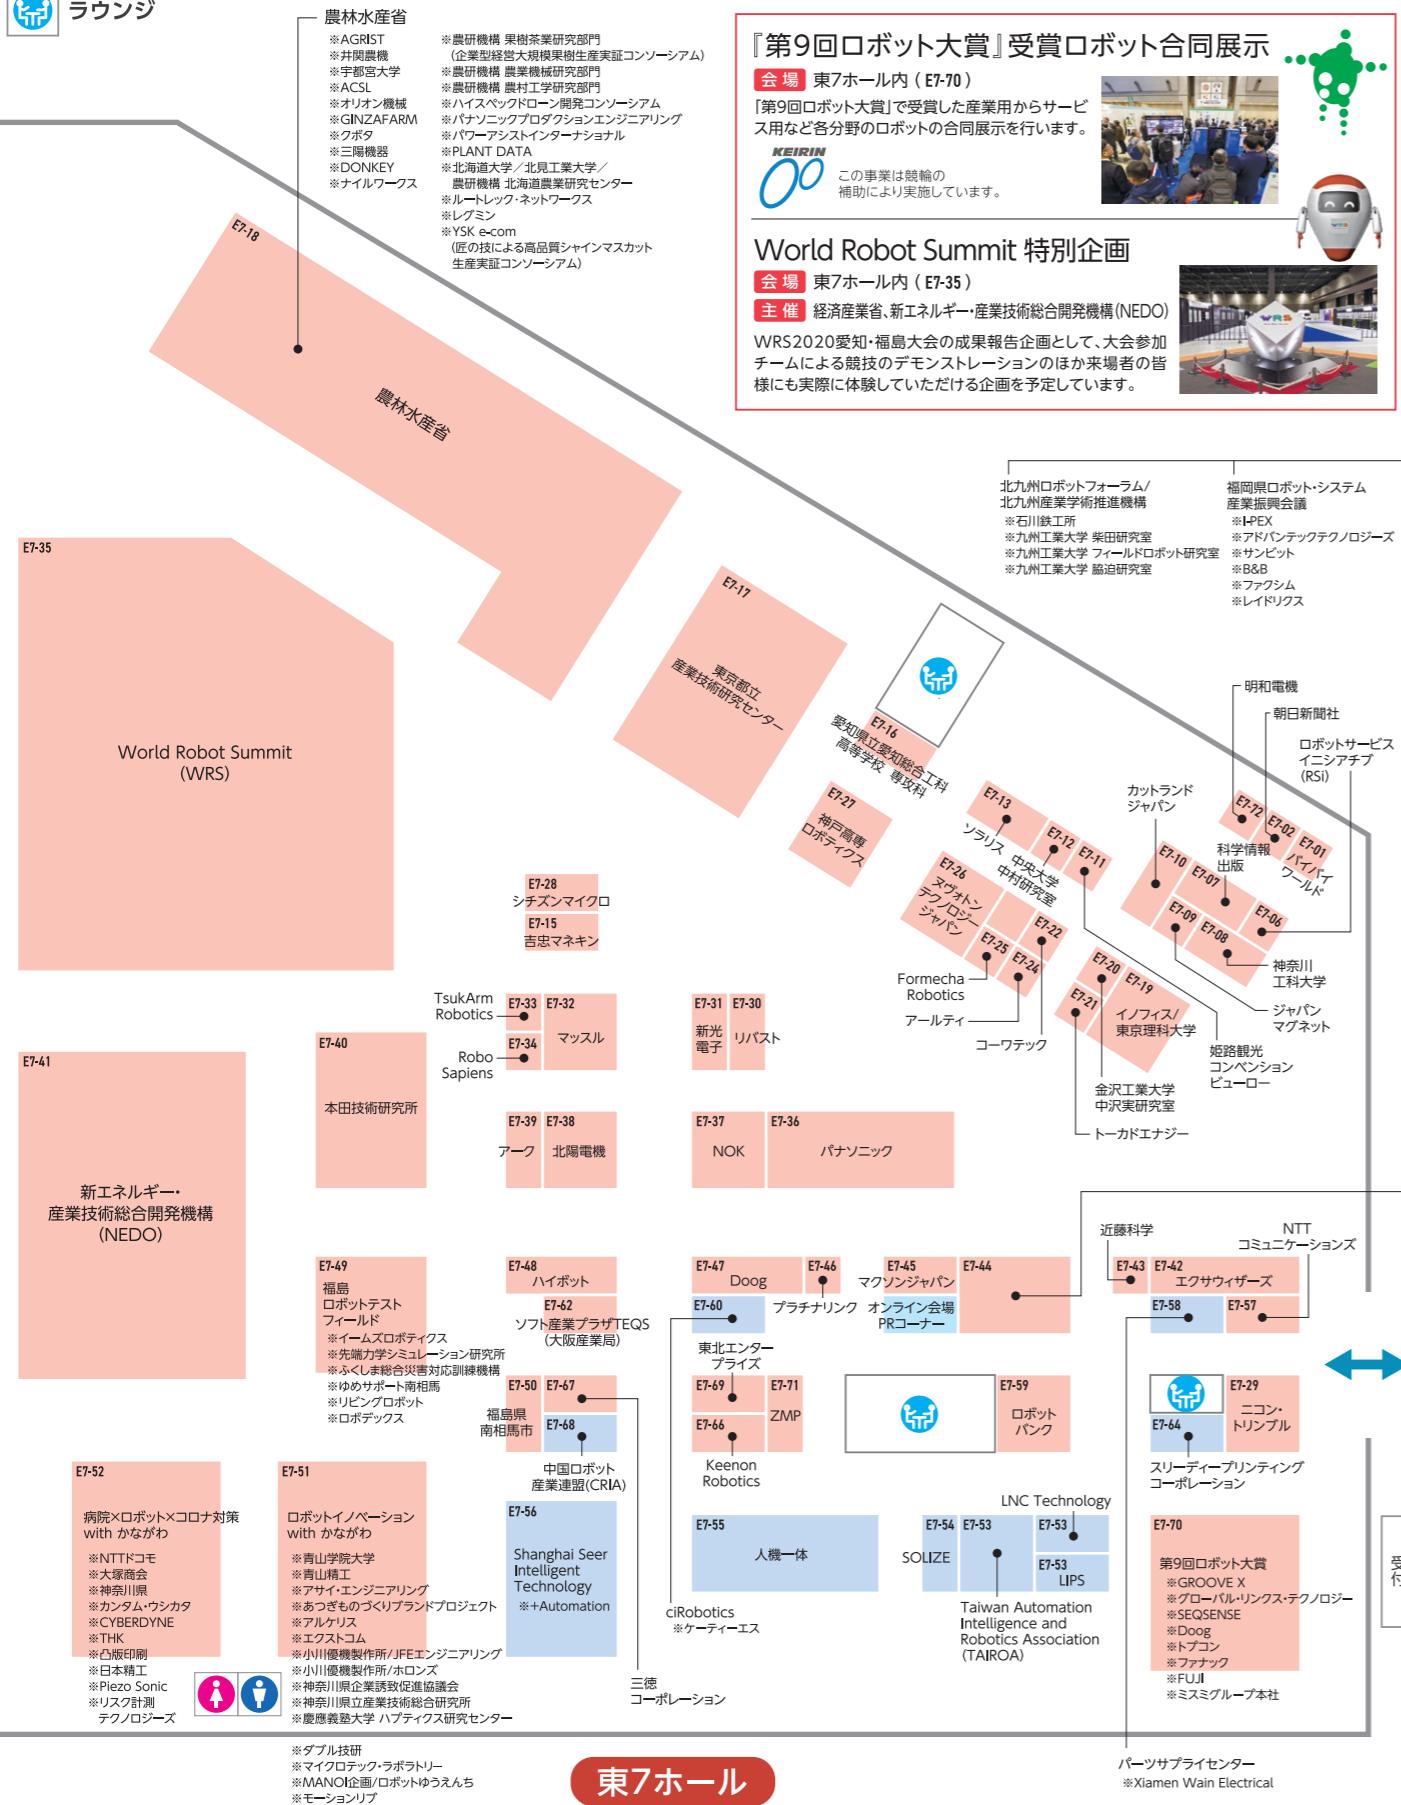 ラウンジ
農林水産省
※AGRIST
※井関農機
※宇都宮大学
※ACSL
※オリオン機械
※GINZAFARM
※クボタ
※三陽機器
※DONKEY
※ナイルワークス
※農研機構 果樹茶業研究部門
(企業型経営大規模果樹生産実証コンソーシアム)
※農研機構 農業機械研究部門
※農研機構 農村工学研究部門
※ハイスペックドローン開発コンソーシアム
※パナソニックプロダクションエンジニアリング
※パワーアシストインターナショナル
※PLANT DATA
※北海道大学／北見工業大学／
農研機構 北海道農業研究センター
※ルートレック・ネットワークス
※レグミン
※YSK e-com
(匠の技による高品質シャインマスカット
生産実証コンソーシアム)
『第9回ロボット大賞』受賞ロボット合同展示
会場 東7ホール内 ( E7-70 )
「第9回ロボット大賞」で受賞した産業用からサービ
ス用など各分野のロボットの合同展示を行います。
KEIRIN
この事業は競輪の
補助により実施しています。
World Robot Summit 特別企画
会場 東7ホール内 ( E7-35 )
主催 経済産業省、新エネルギー・産業技術総合開発機構(NEDO)
WRS2020愛知・福島大会の成果報告企画として、大会参加
チームによる競技のデモンストレーションのほか来場者の皆
様にも実際に体験していただける企画を予定しています。
WRS
E7-18
農林水産省
北九州ロボットフォーラム/
北九州産業学術推進機構
※石川鉄工所
※九州工業大学 柴田研究室
※九州工業大学 フィールドロボット研究室
※九州工業大学 脇迫研究室
福岡県ロボット・システム
産業振興会議
※I-PEX
※アドバンテックテクノロジーズ
※サンビット
※B&B
※ファクシム
※レイドリクス
E7-35
World Robot Summit
(WRS)
E7-17
東京都立
産業技術研究センター
E7-16
愛知県立愛知総合工科
高等学校 専攻科
E7-27
神戸高専
ロボティクス
E7-13
ソラリス
E7-12
中央大学
中村研究室
E7-11
明和電機
朝日新聞社
ロボットサービス
イニシアチブ
(RSi)
カットランド
ジャパン
E7-72
E7-02
E7-01
バイバイ
ワールド
科学情報
出版
E7-10
E7-07
E7-09
E7-08
E7-06
神奈川
工科大学
ジャパン
マグネット
姫路観光
コンベンション
ビューロー
E7-26
ヌヴォトン
テクノロジー
ジャパン
E7-22
E7-25
E7-24
Formecha
Robotics
アールティ
コーワテック
E7-20
E7-19
E7-21
イノフィス/
東京理科大学
金沢工業大学
中沢実研究室
トーカドエナジー
E7-28
シチズンマイクロ
E7-15
吉忠マネキン
TsukArm
Robotics
E7-33
E7-32
マッスル
E7-34
Robo
Sapiens
E7-31
新光
電子
E7-30
リバスト
E7-41
新エネルギー・
産業技術総合開発機構
(NEDO)
E7-40
本田技術研究所
E7-39
アーク
E7-38
北陽電機
E7-37
NOK
E7-36
パナソニック
E7-49
福島
ロボットテスト
フィールド
※イームズロボティクス
※先端力学シミュレーション研究所
※ふくしま総合災害対応訓練機構
※ゆめサポート南相馬
※リビングロボット
※ロボデックス
E7-48
ハイボット
E7-62
ソフト産業プラザTEQS
(大阪産業局)
E7-47
Doog
E7-46
プラチナリンク
E7-45
マクソンジャパン
E7-44
オンライン会場
PRコーナー
E7-60
近藤科学
NTT
コミュニケーションズ
E7-43
E7-42
エクサウィザーズ
E7-58
E7-57
東北エンター
プライズ
E7-50
福島県
南相馬市
E7-67
E7-68
中国ロボット
産業連盟(CRIA)
E7-69
E7-71
ZMP
E7-66
Keenon
Robotics
E7-59
ロボット
バンク
E7-29
ニコン・
トリンブル
E7-64
スリーディープリンティング
コーポレーション
E7-52
病院×ロボット×コロナ対策
with かながわ
※NTTドコモ
※大塚商会
※神奈川県
※カンタム・ウシカタ
※CYBERDYNE
※THK
※凸版印刷
※日本精工
※Piezo Sonic
※リスク計測
テクノロジーズ
E7-51
ロボットイノベーション
with かながわ
※青山学院大学
※青山精工
※アサイ・エンジニアリング
※あつぎものづくりブランドプロジェクト
※アルケリス
※エクストコム
※小川優機製作所/JFEエンジニアリング
※小川優機製作所/ホロンズ
※神奈川県企業誘致促進協議会
※神奈川県立産業技術総合研究所
※慶應義塾大学 ハプティクス研究センター
※ダブル技研
※マイクロテック・ラボラトリー
※MANOI企画/ロボットゆうえんち
※モーションリブ
E7-56
Shanghai Seer
Intelligent
Technology
※+Automation
E7-55
人機一体
ciRobotics
※ケーティーエス
三徳
コーポレーション
LNC Technology
E7-54
SOLIZE
E7-53
E7-53
E7-53
LIPS
Taiwan Automation
Intelligence and
Robotics Association
(TAIROA)
E7-70
第9回ロボット大賞
※GROOVE X
※グローバル・リンクス・テクノロジー
※SEQSENSE
※Doog
※トプコン
※ファナック
※FUJI
※ミスミグループ本社
受
付
パーツサプライセンター
※Xiamen Wain Electrical
東7ホール